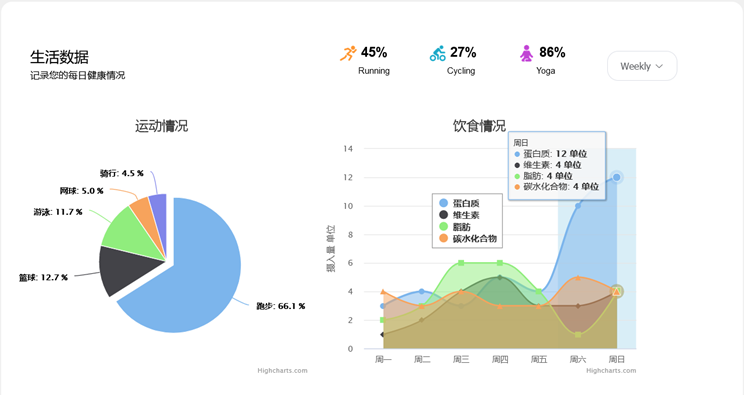 生活数据
记录您的每日健康情况
45%
Running
27%
Cycling
86%
Yoga
Weekly
运动情况
骑行: 4.5 %
网球: 5.0 %
游泳: 11.7 %
篮球: 12.7 %
跑步: 66.1 %
Highcharts.com
饮食情况
周日
蛋白质: 12 单位
维生素: 4 单位
脂肪: 4 单位
碳水化合物: 4 单位
蛋白质
维生素
脂肪
碳水化合物
摄入量 单位
14
12
10
8
6
4
2
0
周一 周二 周三 周四 周五 周六 周日
Highcharts.com